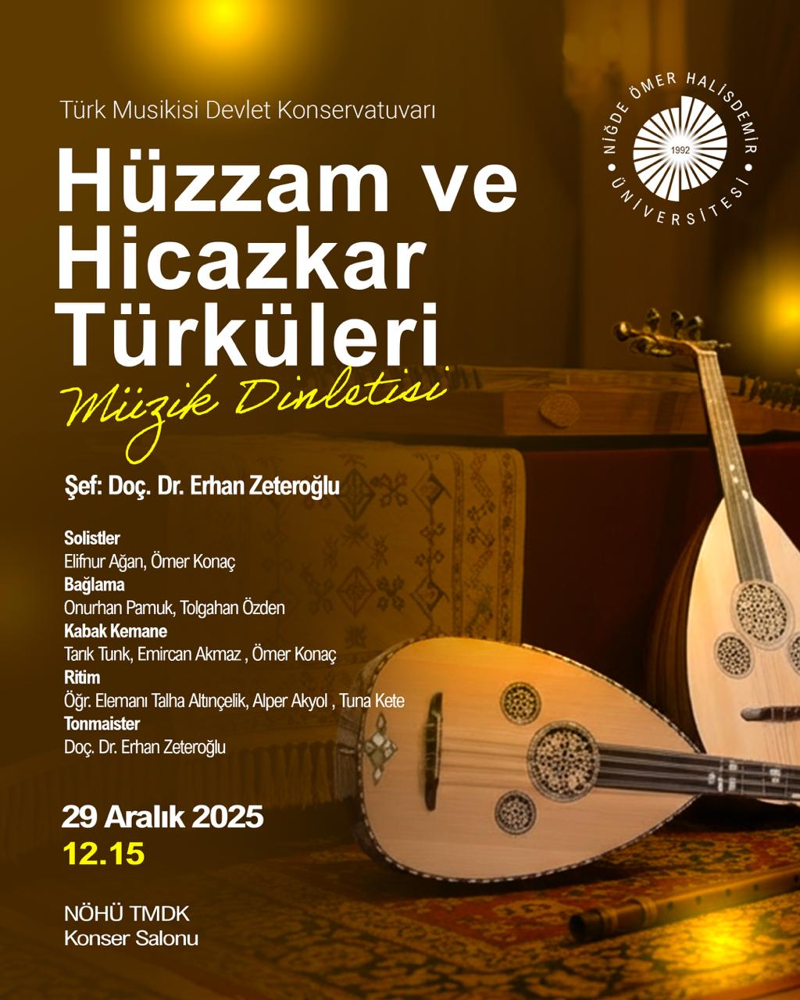 Türk Musikisi Devlet Konservatuvarı
NİĞDE ÖMER HALİSDEMİR
1992
ÜNİVERSİTESİ
Hüzzam ve
Hicazkar
Türküleri
Müzik Dinletisi
Şef: Doç. Dr. Erhan Zeteroğlu
Solistler
Elifnur Ağan, Ömer Konaç
Bağlama
Onurhan Pamuk, Tolgahan Özden
Kabak Kemane
Tarık Tunk, Emircan Akmaz , Ömer Konaç
Ritim
Öğr. Elemanı Talha Altınçelik, Alper Akyol , Tuna Kete
Tonmaister
Doç. Dr. Erhan Zeteroğlu
29 Aralık 2025
12.15
NÖHÜ TMDK
Konser Salonu